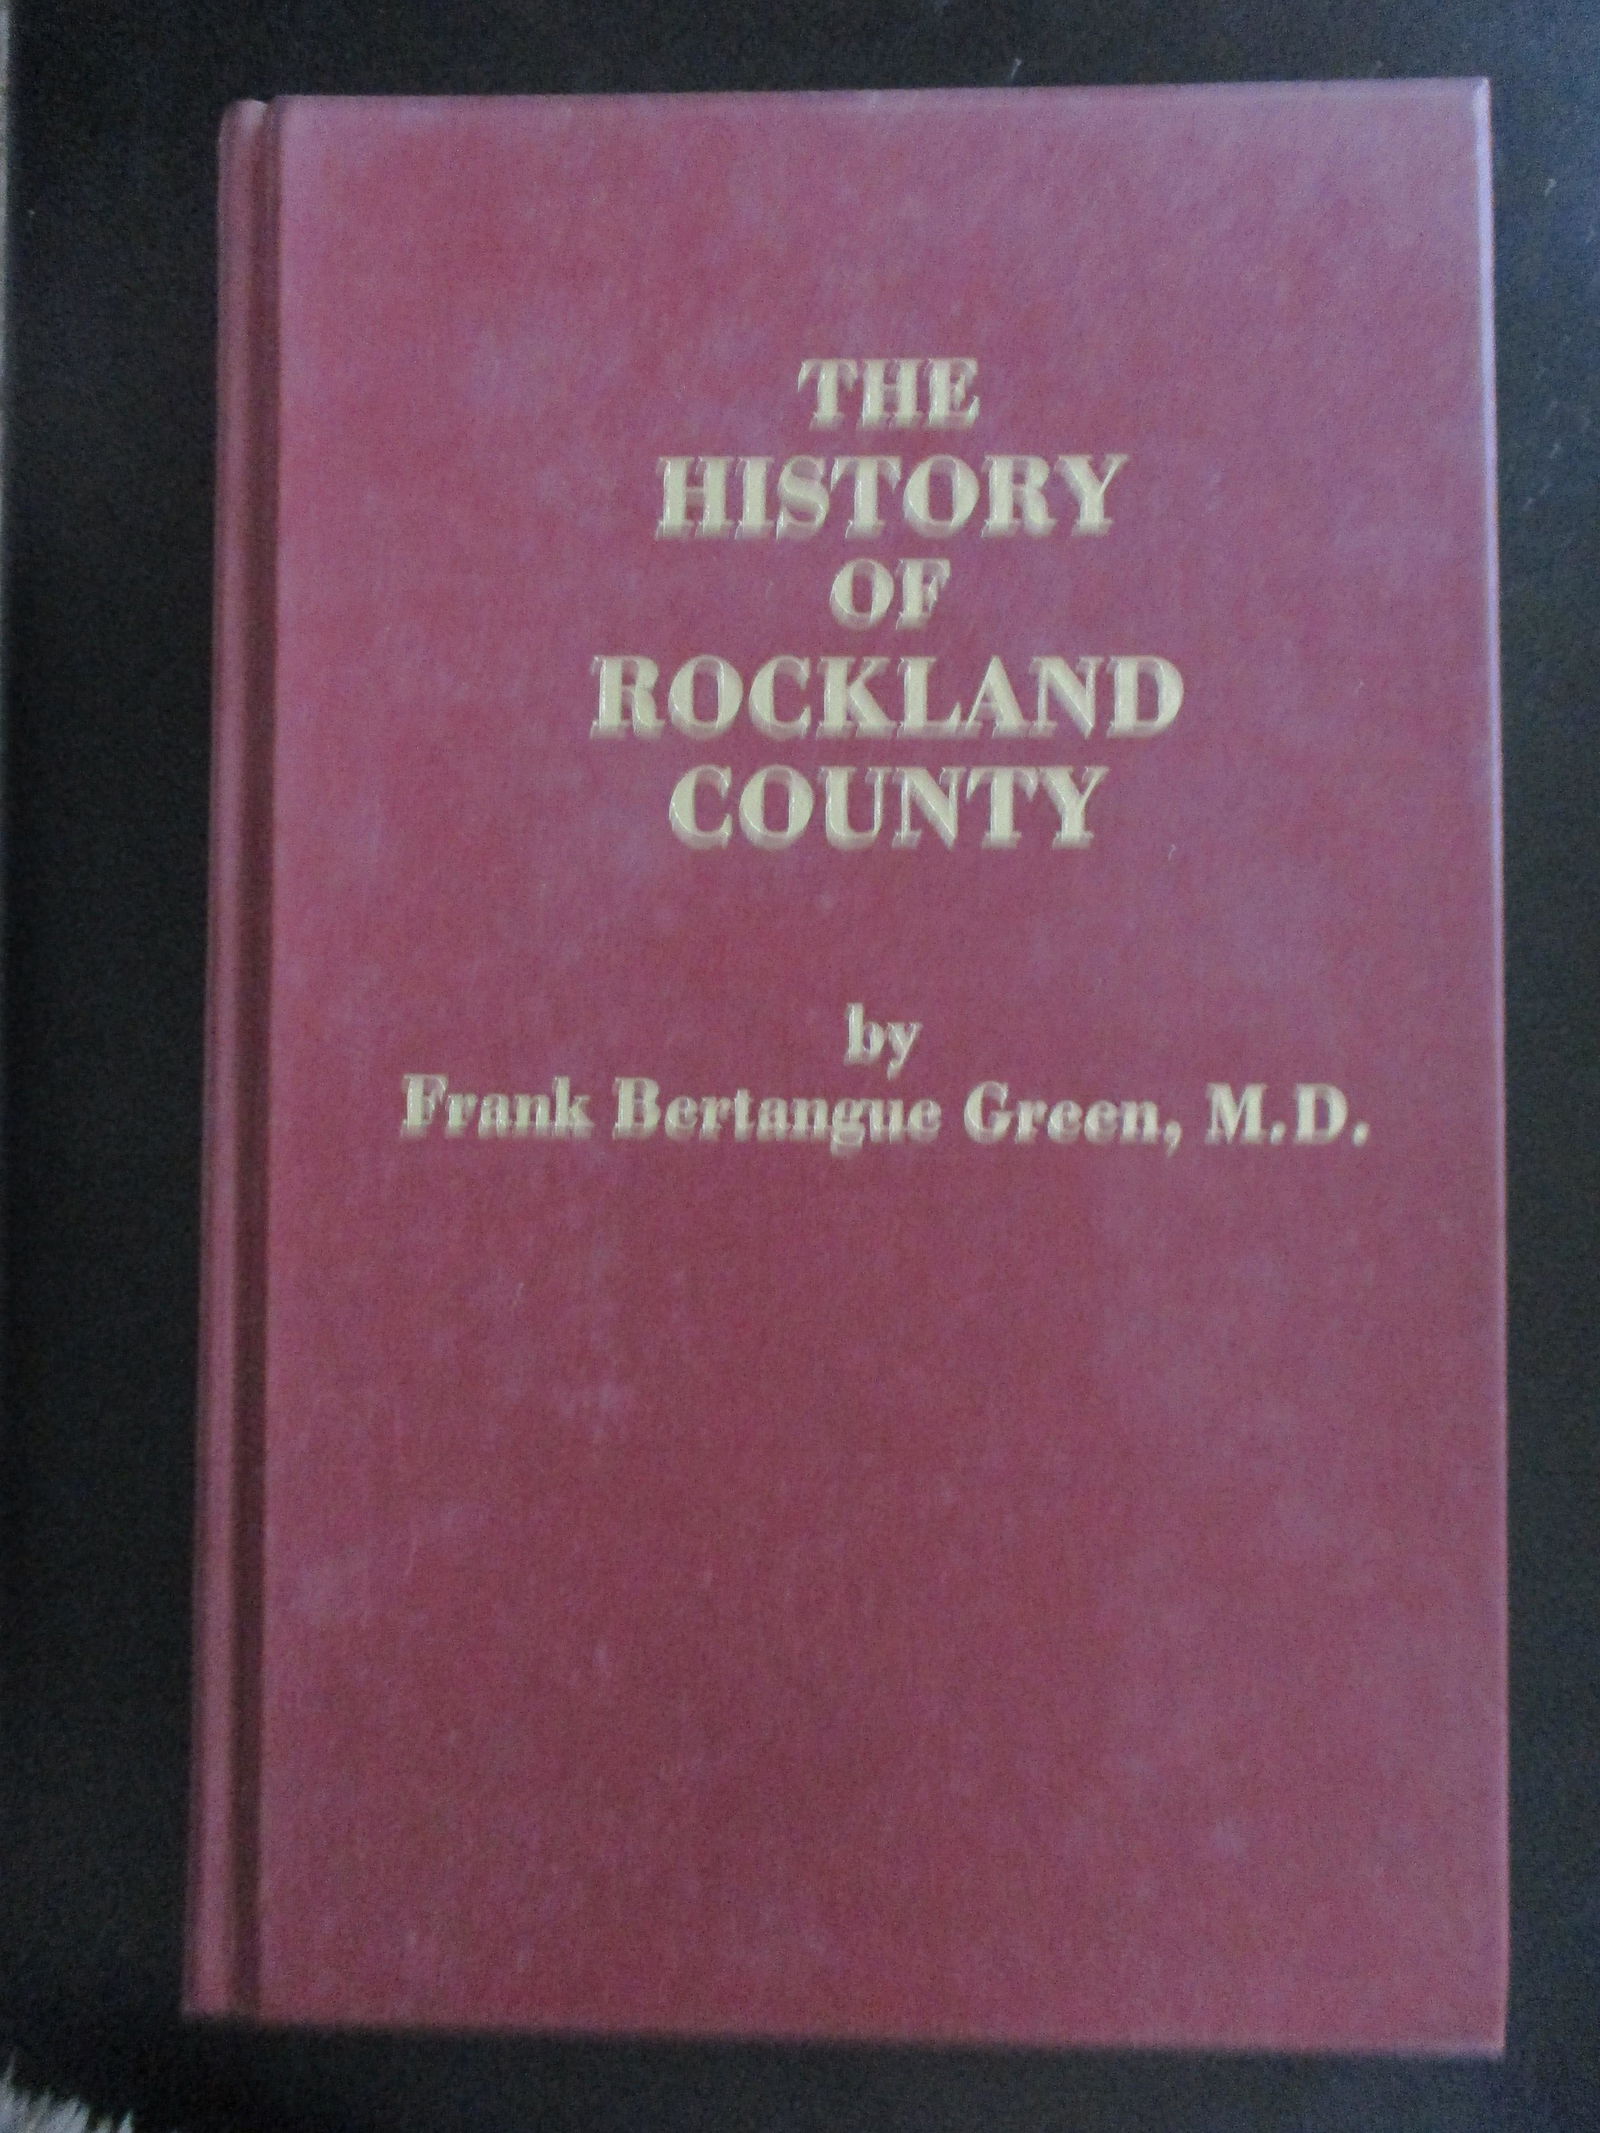 THE
HISTORY
OF
ROCKLAND
COUNTY
by
Frank Bertangue Green, M.D.